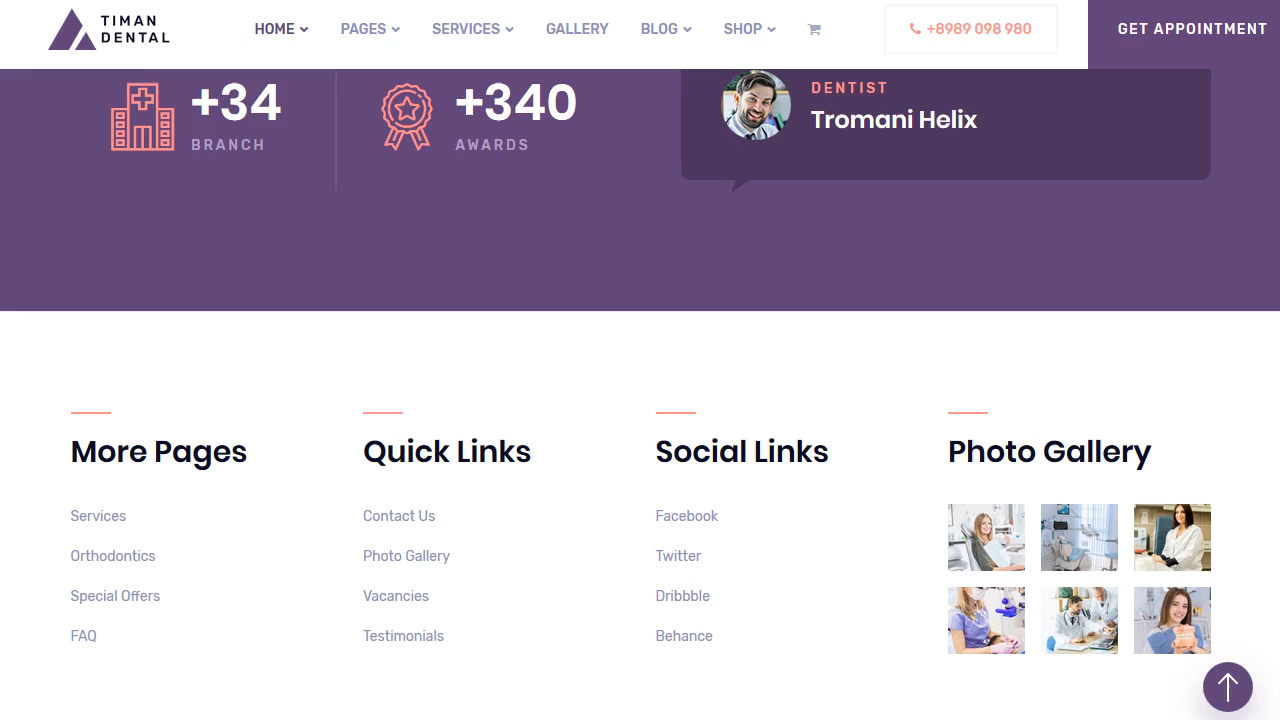 TIMAN
DENTAL
HOME
PAGES
SERVICES
GALLERY
BLOG
SHOP
+8989 098 980
GET APPOINTMENT
+34
BRANCH
+340
AWARDS
DENTIST
Tromani Helix
More Pages
Services
Orthodontics
Special Offers
FAQ
Quick Links
Contact Us
Photo Gallery
Vacancies
Testimonials
Social Links
Facebook
Twitter
Dribbble
Behance
Photo Gallery